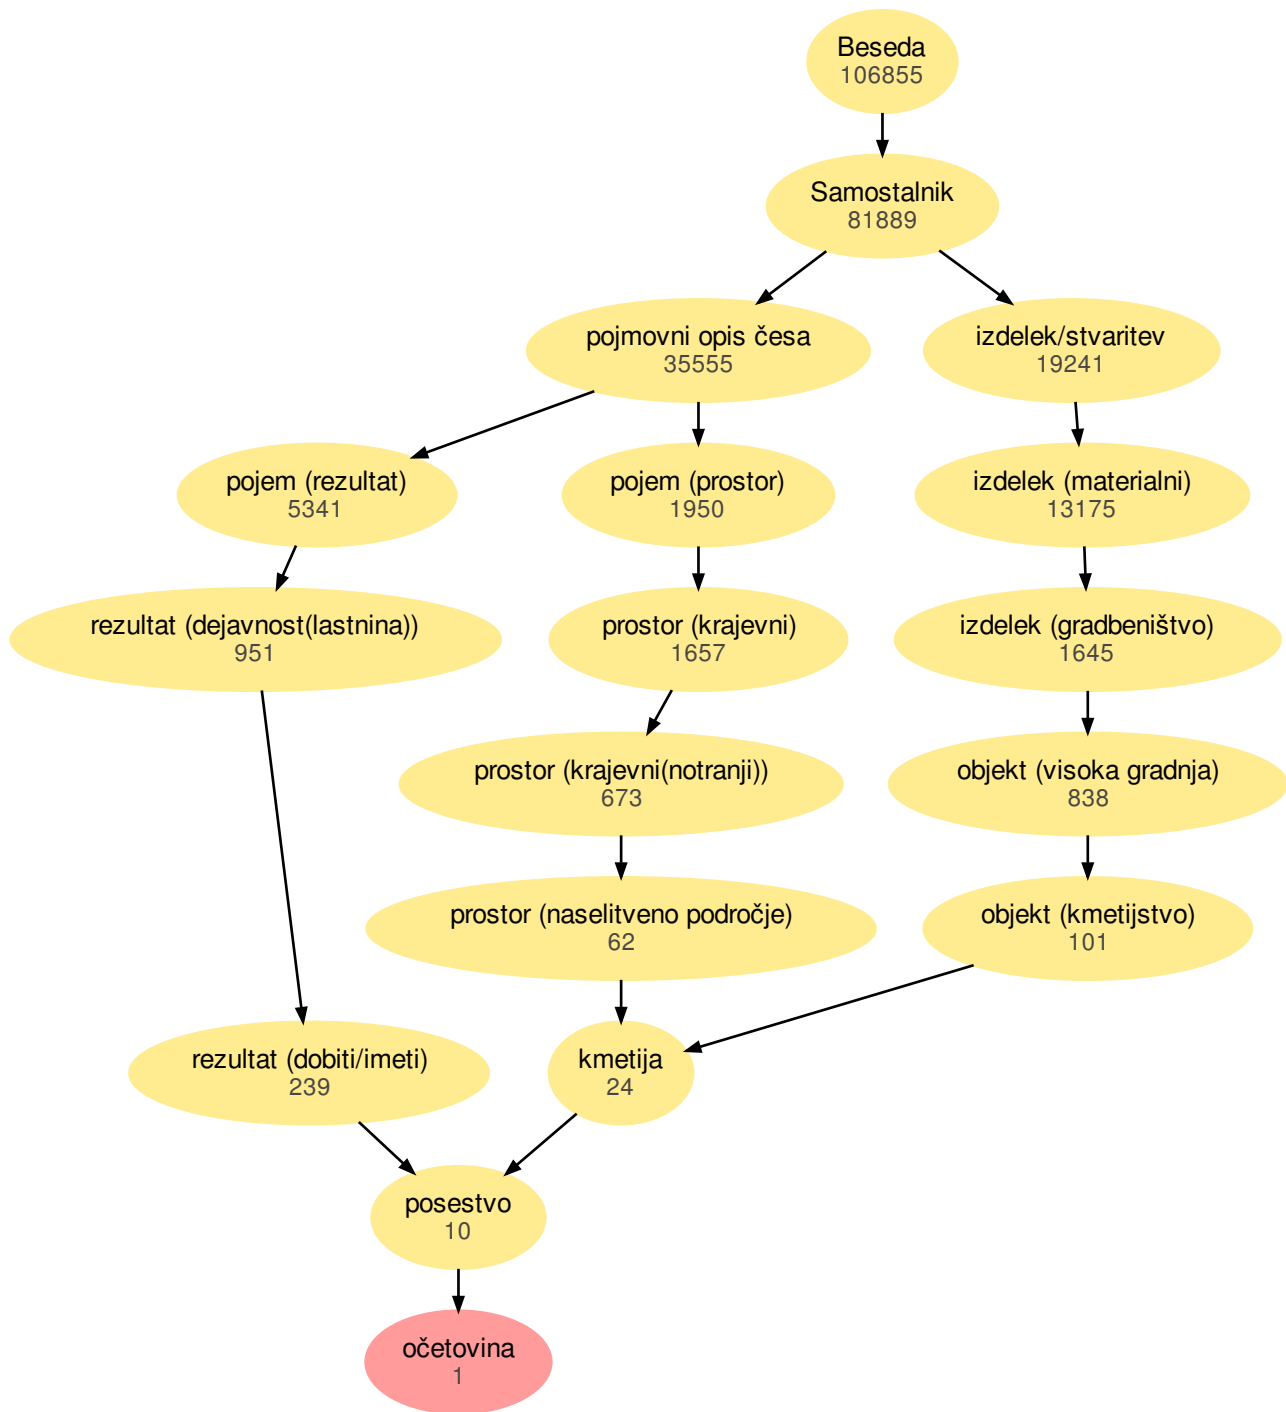 Beseda
106855
Samostalnik
81889
pojmovni opis česa
35555
izdelek/stvaritev
19241
pojem (rezultat)
5341
pojem (prostor)
1950
izdelek (materialni)
13175
rezultat (dejavnost(lastnina))
951
prostor (krajevni)
1657
izdelek (gradbeništvo)
1645
prostor (krajevni(notranji))
673
objekt (visoka gradnja)
838
prostor (naselitveno področje)
62
objekt (kmetijstvo)
101
rezultat (dobiti/imeti)
239
kmetija
24
posestvo
10
očetovina
1